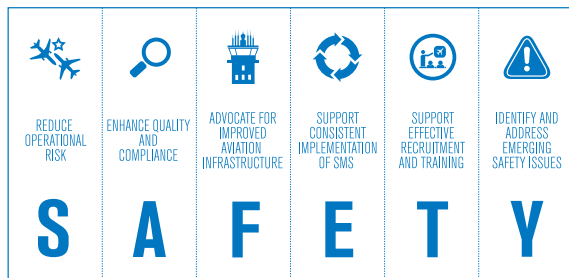 REDUCE
OPERATIONAL
RISK
ENHANCE QUALITY
AND
COMPLIANCE
ADVOCATE FOR
IMPROVED
AVIATION
INFRASTRUCTURE
SUPPORT
CONSISTENT
IMPLEMENTATION
OF SMS
SUPPORT
EFFECTIVE
RECRUITMENT
AND TRAINING
IDENTIFY AND
ADDRESS
EMERGING
SAFETY ISSUES
S A F E T Y